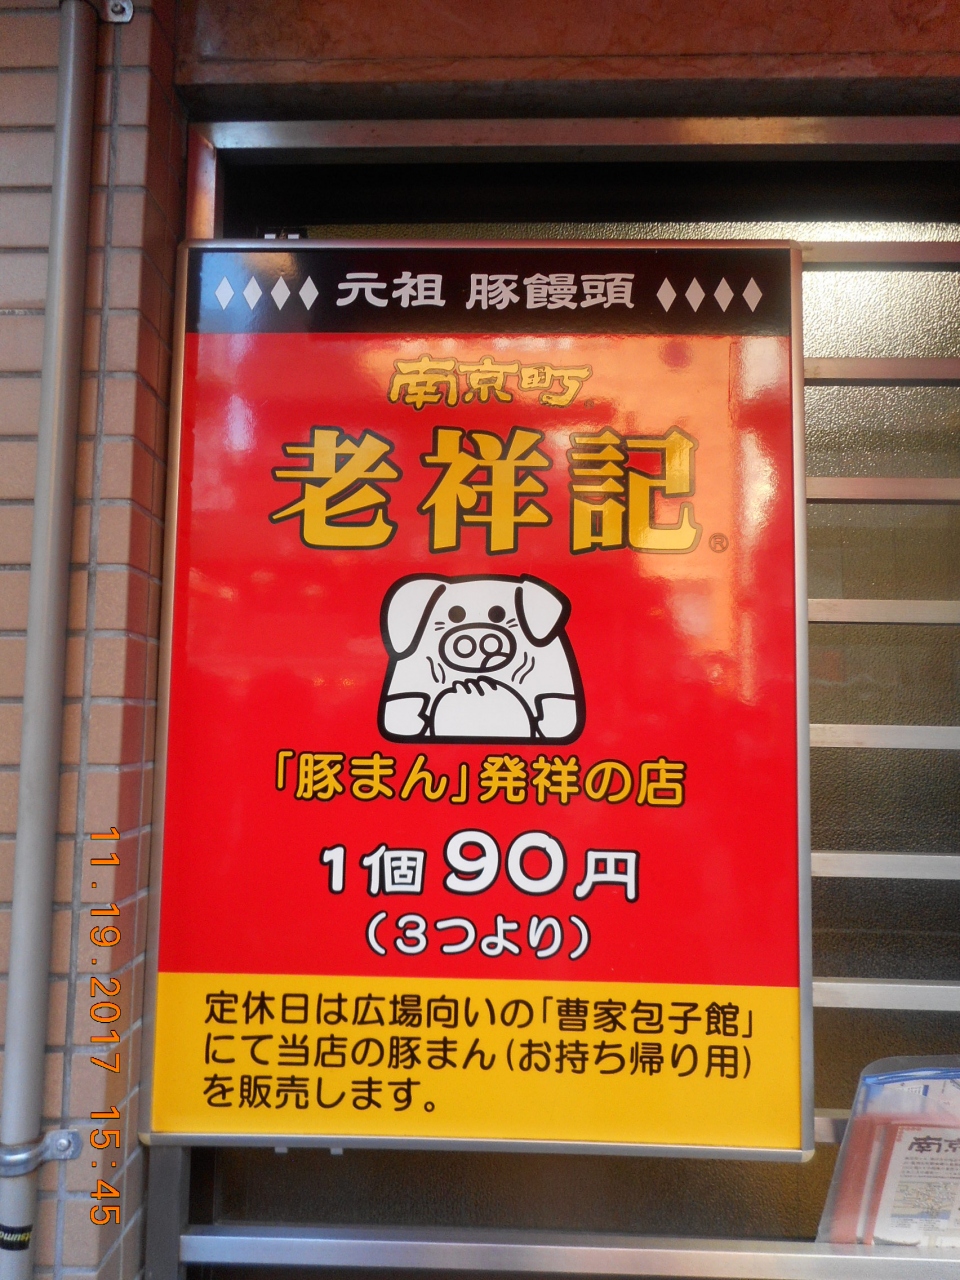 元祖 豚饅頭
南京町
老祥記®
「豚まん」発祥の店
1個 90円
(3つより)
定休日は広場向いの「曹家包子館」
にて当店の豚まん(お持ち帰り用)
を販売します。
11.19.2017 15:45
南京